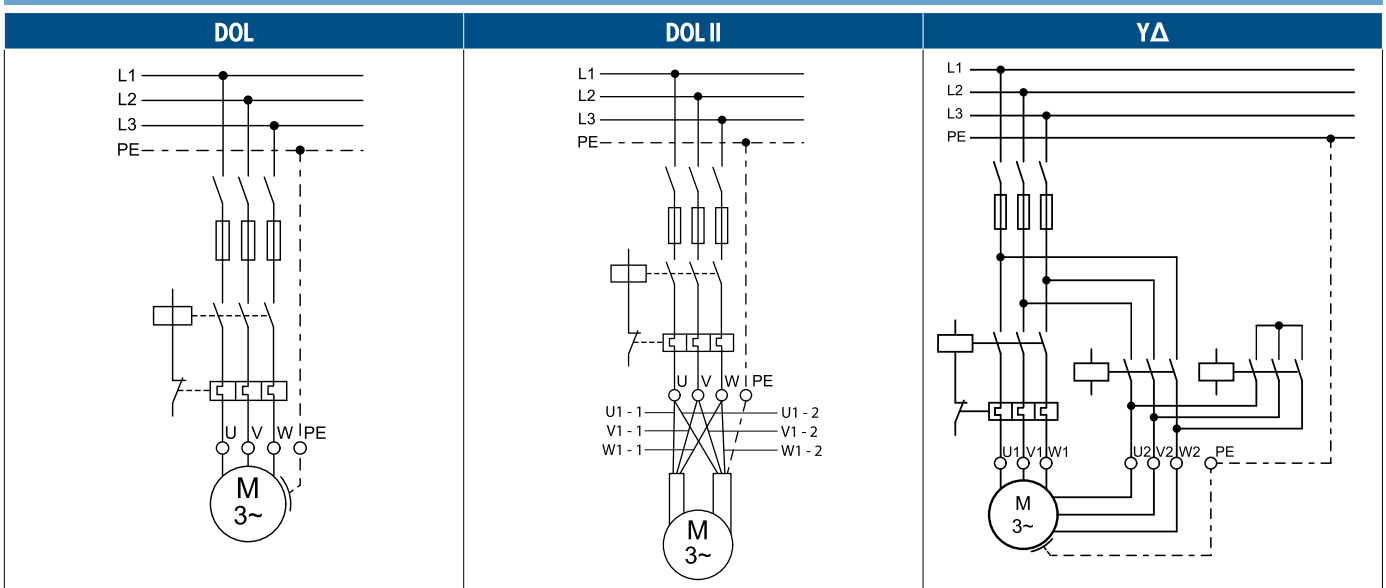 DOL
DOL II
YΔ
L1
L2
L3
PE
U V W PE
M
3~
L1
L2
L3
PE
U V W PE
U1 - 1
U1 - 2
V1 - 1
V1 - 2
W1 - 1
W1 - 2
M
3~
L1
L2
L3
PE
U1 V1 W1
U2 V2 W2
PE
M
3~